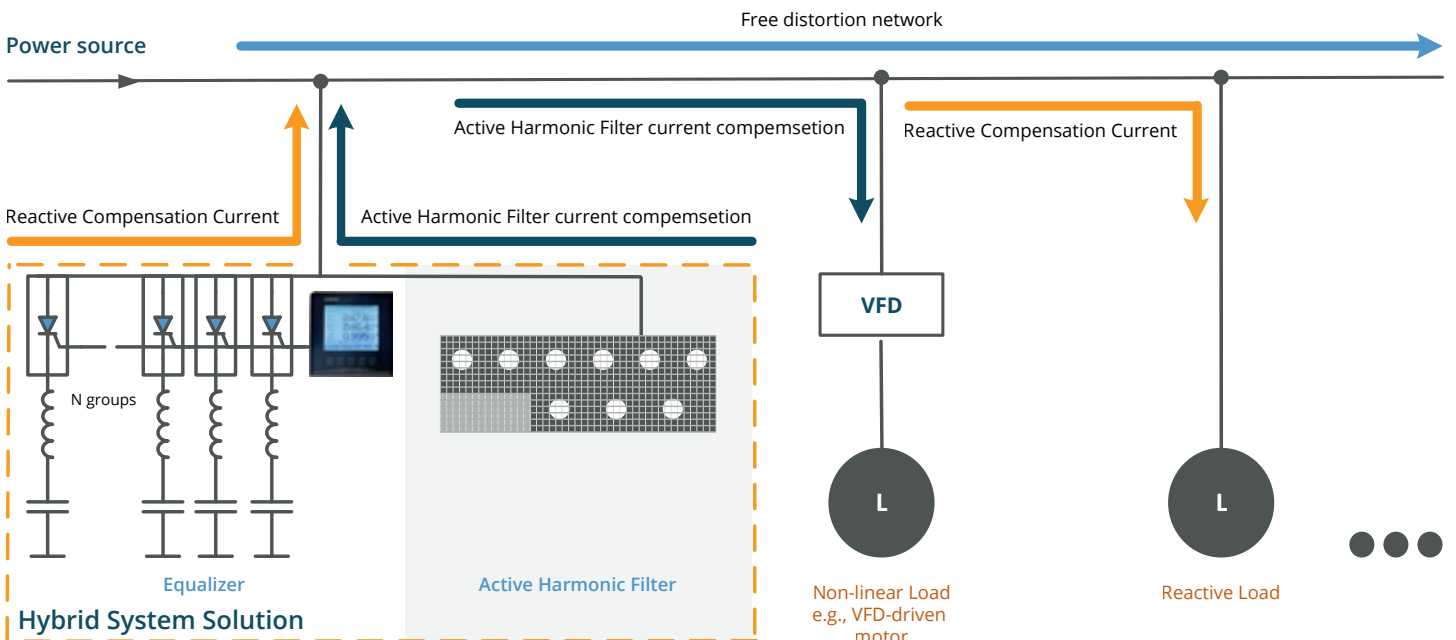 Free distortion network
Power source
Active Harmonic Filter current compemsetion
Reactive Compensation Current
Reactive Compensation Current
Active Harmonic Filter current compemsetion
VFD
N groups
L
L
Equalizer
Active Harmonic Filter
Non-linear Load
e.g., VFD-driven
motor
Reactive Load
Hybrid System Solution